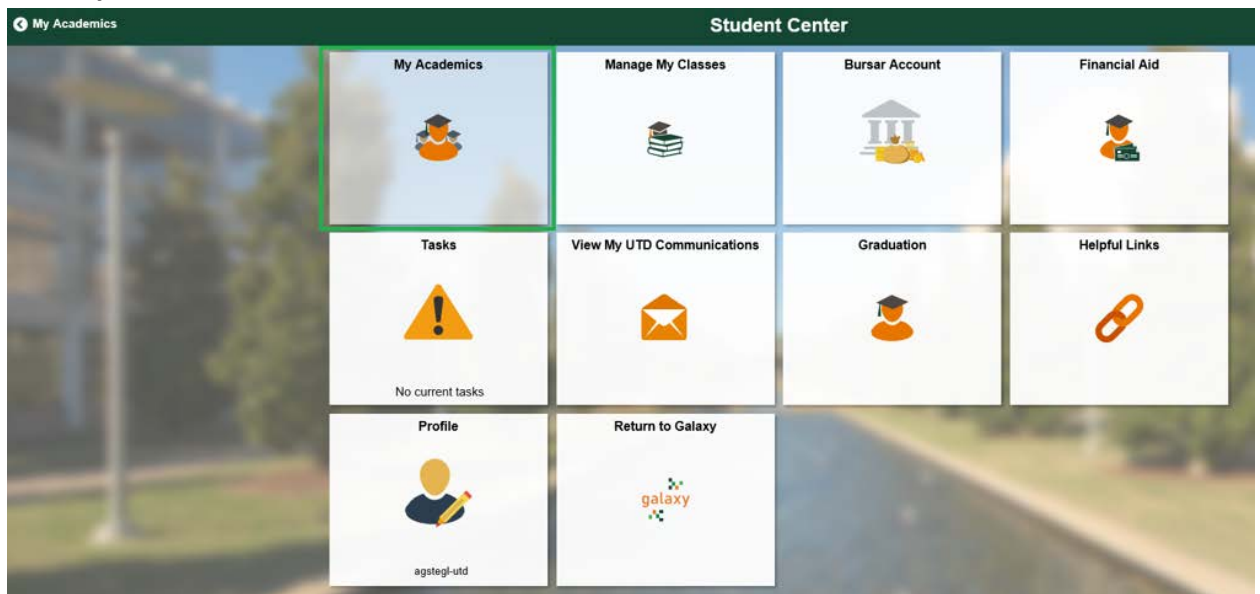 My Academics
Student Center
My Academics
Manage My Classes
Bursar Account
Financial Aid
Tasks
No current tasks
View My UTD Communications
Graduation
Helpful Links
Profile
agstegl-utd
Return to Galaxy
galaxy